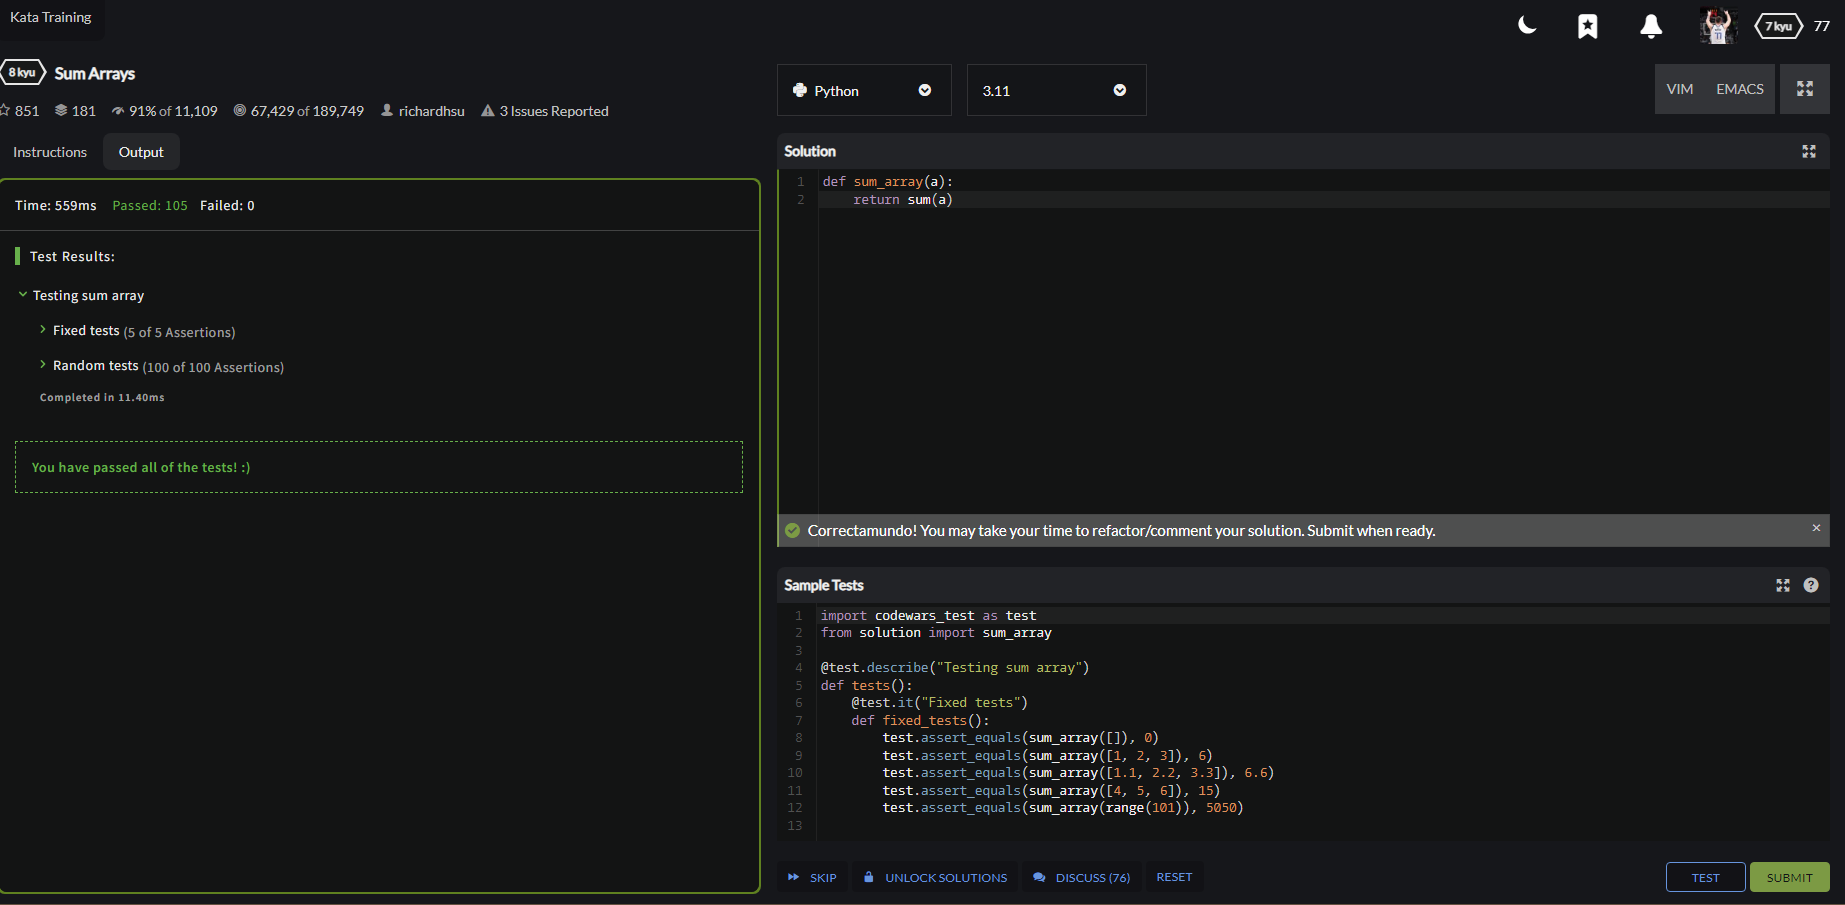 Kata Training
7 kyu 77
8 kyu Sum Arrays
851 181 91% of 11,109 67,429 of 189,749 richardhsu 3 Issues Reported
Instructions Output
Time: 559ms Passed: 105 Failed: 0
Test Results:
Testing sum array
Fixed tests (5 of 5 Assertions)
Random tests (100 of 100 Assertions)
Completed in 11.40ms
You have passed all of the tests! :)
Python 3.11 VIM EMACS
Solution
1 def sum_array(a):
2     return sum(a)
Correctamundo! You may take your time to refactor/comment your solution. Submit when ready. ×
Sample Tests ?
1 import codewars_test as test
2 from solution import sum_array
3
4 @test.describe("Testing sum array")
5 def tests():
6     @test.it("Fixed tests")
7     def fixed_tests():
8         test.assert_equals(sum_array([]), 0)
9         test.assert_equals(sum_array([1, 2, 3]), 6)
10         test.assert_equals(sum_array([1.1, 2.2, 3.3]), 6.6)
11         test.assert_equals(sum_array([4, 5, 6]), 15)
12         test.assert_equals(sum_array(range(101)), 5050)
13
SKIP UNLOCK SOLUTIONS DISCUSS (76) RESET TEST SUBMIT